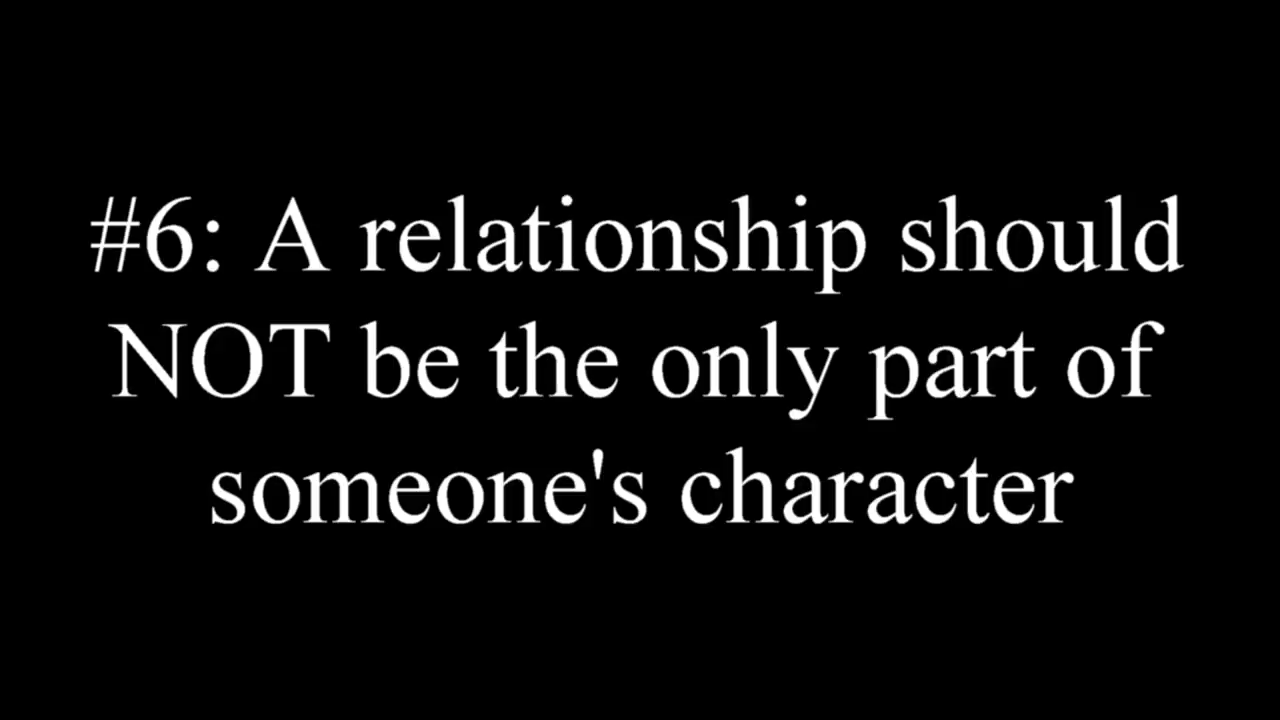 #6: A relationship should
NOT be the only part of
someone's character